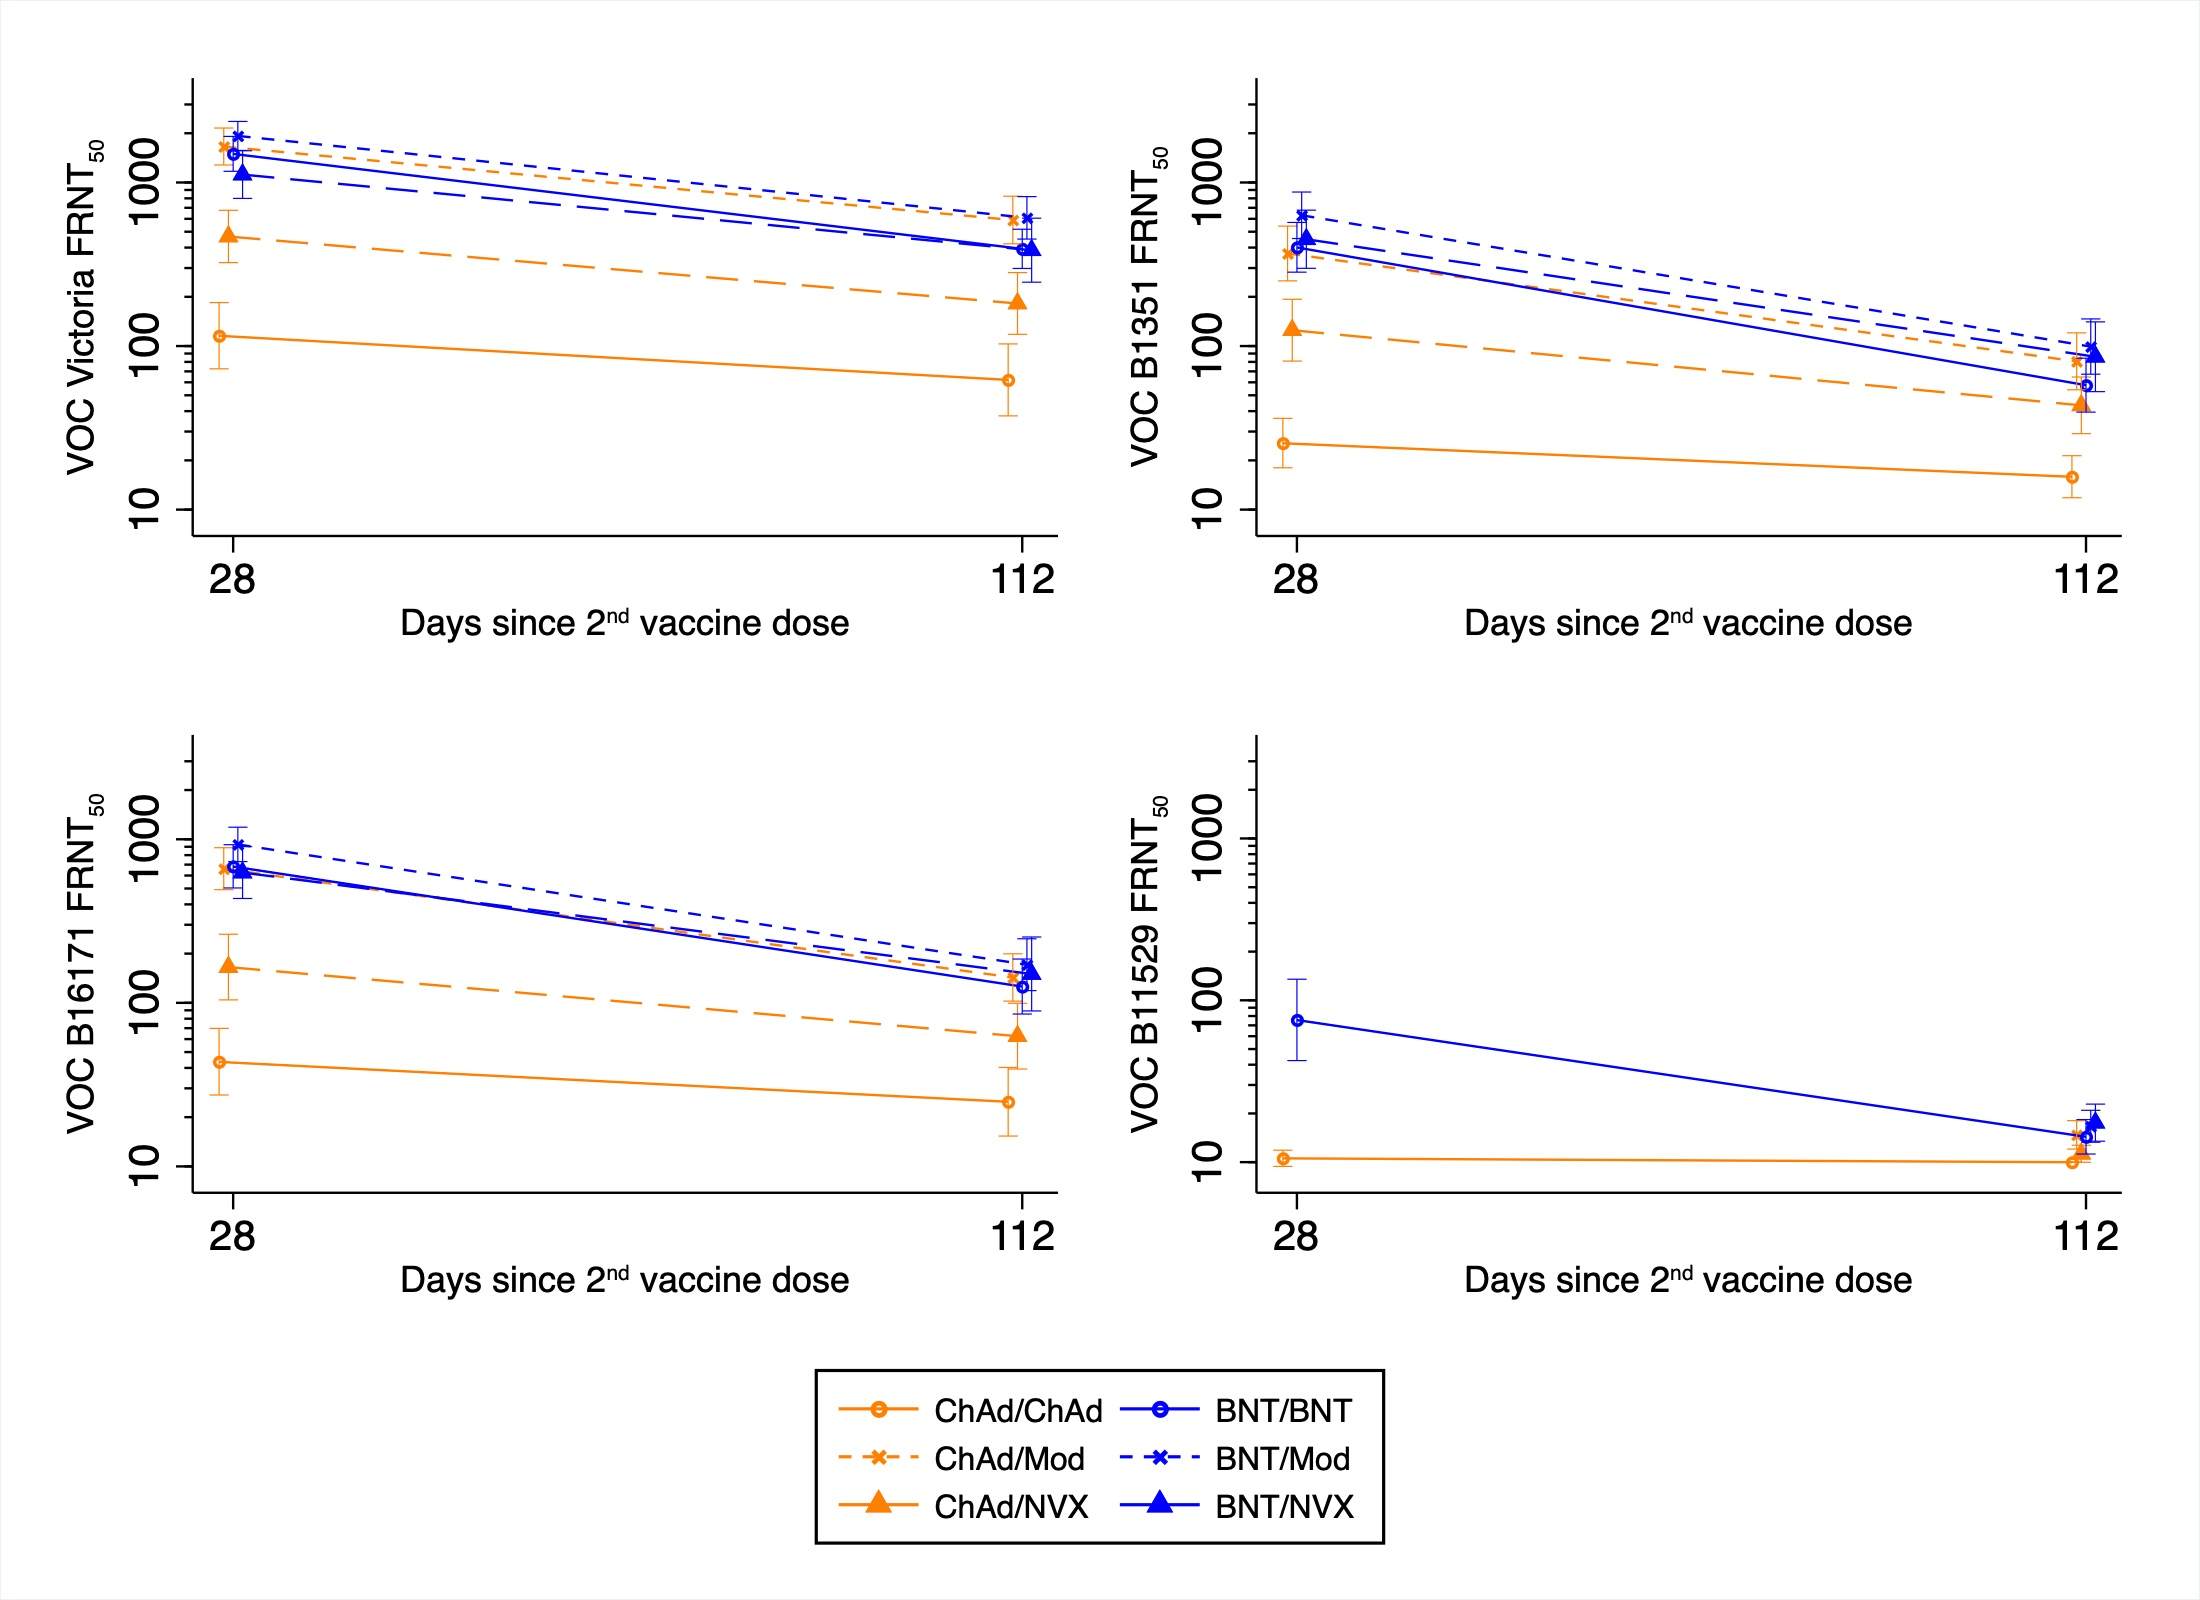 VOC Victoria FRNT50
1000
100
10
28
112
Days since 2nd vaccine dose
VOC B1351 FRNT50
1000
100
10
28
112
Days since 2nd vaccine dose
VOC B16171 FRNT50
1000
100
10
28
112
Days since 2nd vaccine dose
VOC B11529 FRNT50
1000
100
10
28
112
Days since 2nd vaccine dose
ChAd/ChAd BNT/BNT
ChAd/Mod BNT/Mod
ChAd/NVX BNT/NVX